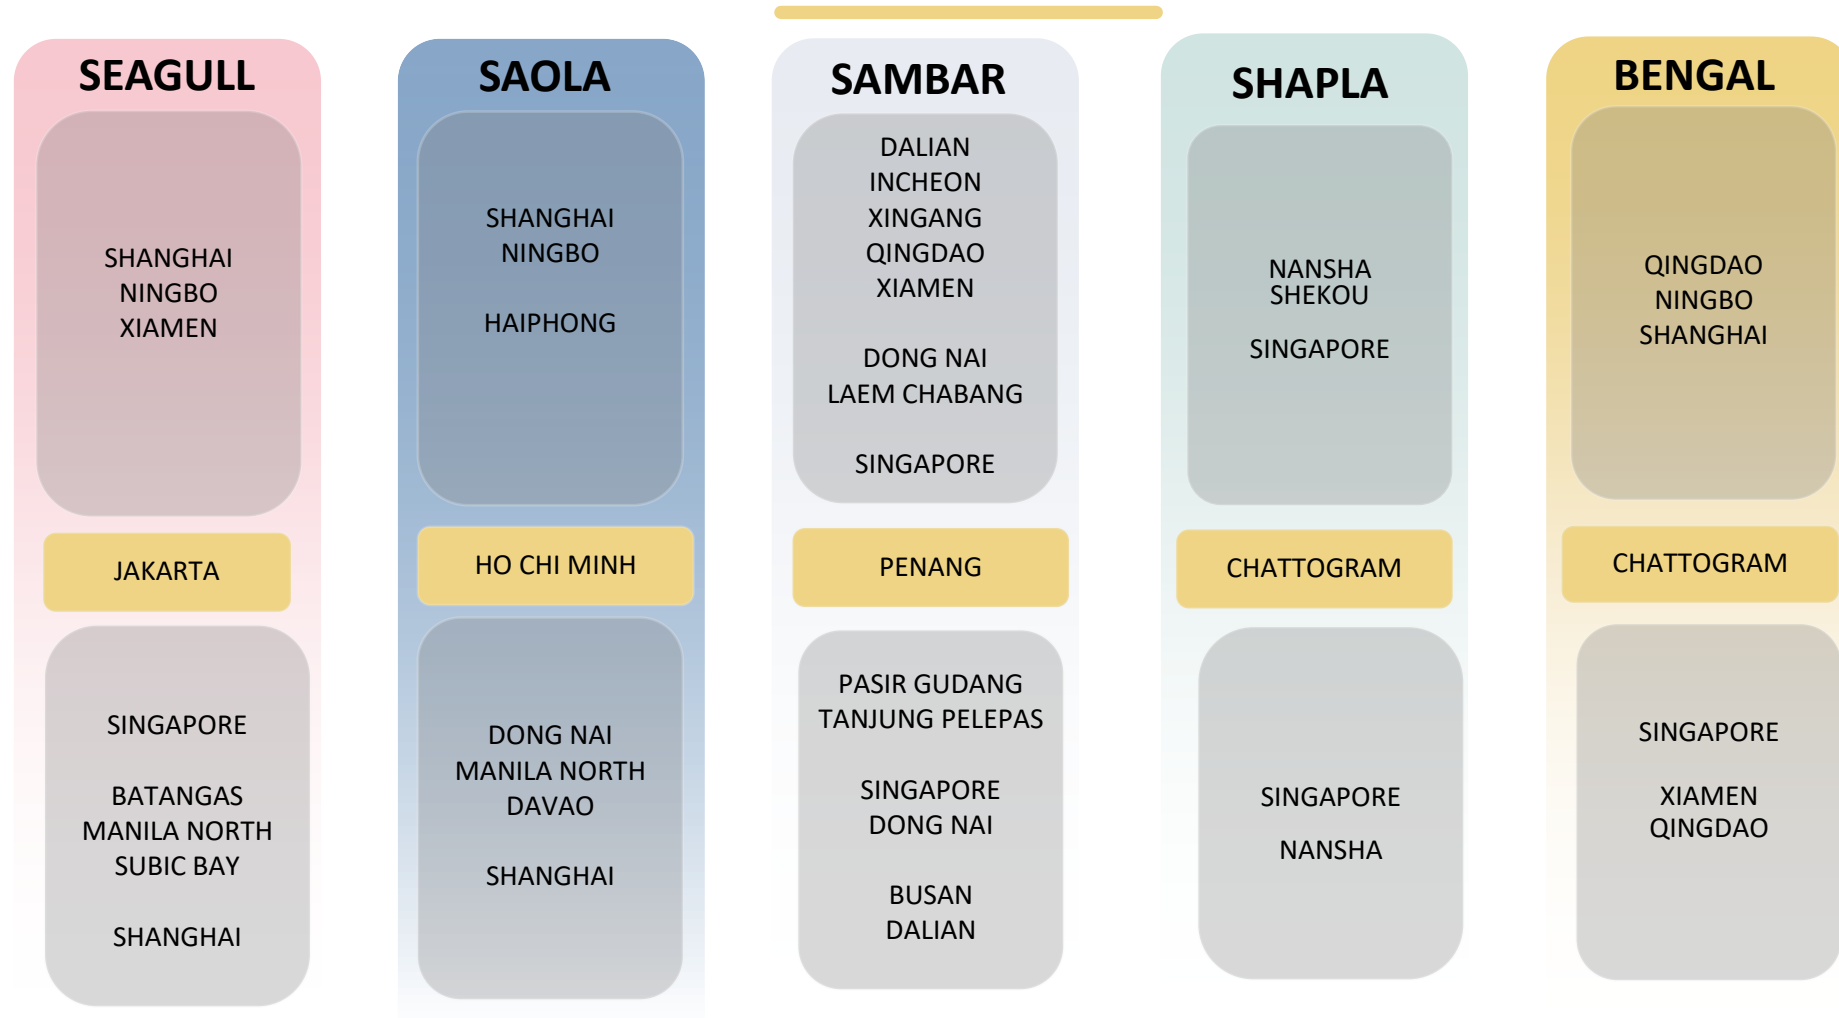 SEAGULL
SHANGHAI
NINGBO
XIAMEN
JAKARTA
SINGAPORE
BATANGAS
MANILA NORTH
SUBIC BAY
SHANGHAI
SAOLA
SHANGHAI
NINGBO
HAIPHONG
HO CHI MINH
DONG NAI
MANILA NORTH
DAVAO
SHANGHAI
SAMBAR
DALIAN
INCHEON
XINGANG
QINGDAO
XIAMEN
DONG NAI
LAEM CHABANG
SINGAPORE
PENANG
PASIR GUDANG
TANJUNG PELEPAS
SINGAPORE
DONG NAI
BUSAN
DALIAN
SHAPLA
NANSHA
SHEKOU
SINGAPORE
CHATTOGRAM
SINGAPORE
NANSHA
BENGAL
QINGDAO
NINGBO
SHANGHAI
CHATTOGRAM
SINGAPORE
XIAMEN
QINGDAO